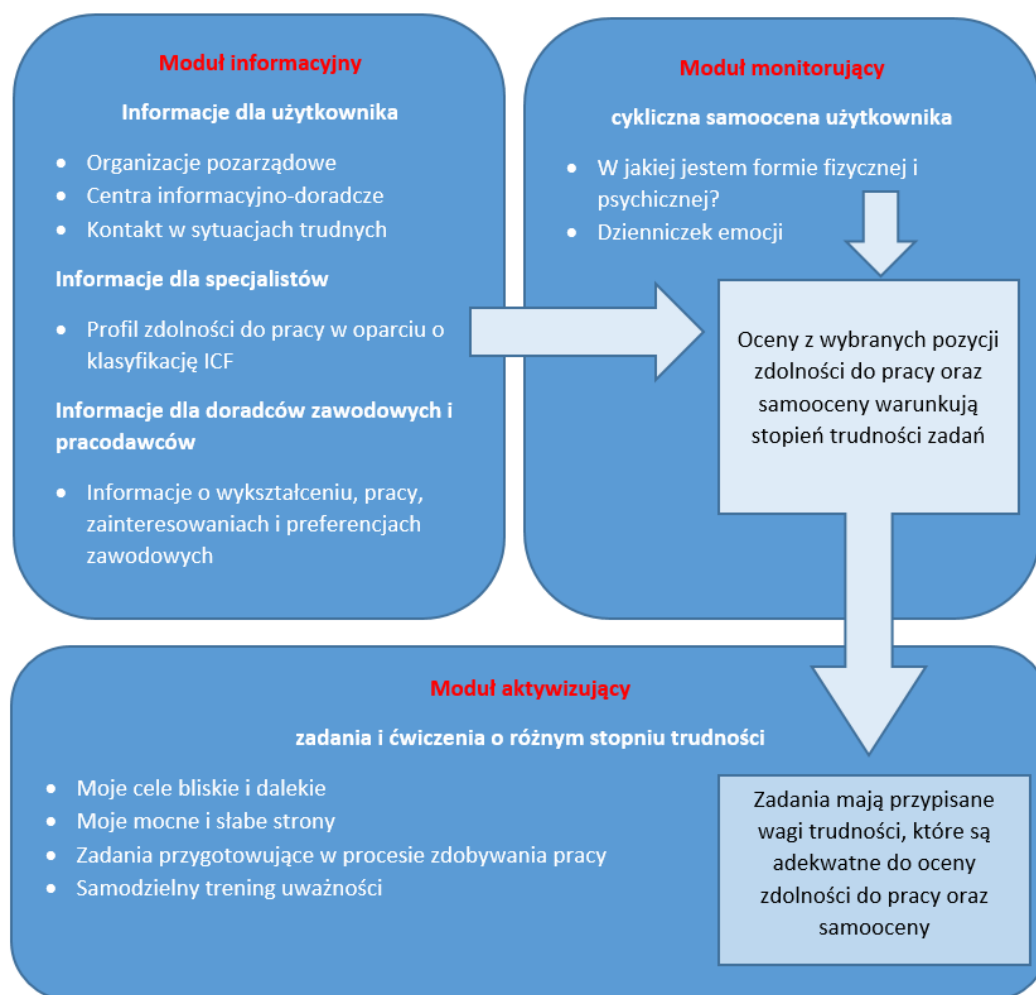 Moduł informacyjny
Informacje dla użytkownika
• Organizacje pozarządowe
• Centra informacyjno-doradcze
• Kontakt w sytuacjach trudnych
Informacje dla specjalistów
• Profil zdolności do pracy w oparciu o
klasyfikację ICF
Informacje dla doradców zawodowych i
pracodawców
• Informacje o wykształceniu, pracy,
zainteresowaniach i preferencjach
zawodowych
Moduł monitorujący
cykliczna samoocena użytkownika
• W jakiej jestem formie fizycznej i
psychicznej?
• Dzienniczek emocji
Oceny z wybranych pozycji
zdolności do pracy oraz
samooceny warunkują
stopień trudności zadań
Moduł aktywizujący
zadania i ćwiczenia o różnym stopniu trudności
• Moje cele bliskie i dalekie
• Moje mocne i słabe strony
• Zadania przygotowujące w procesie zdobywania pracy
• Samodzielny trening uważności
Zadania mają przypisane
wagi trudności, które są
adekwatne do oceny
zdolności do pracy oraz
samooceny